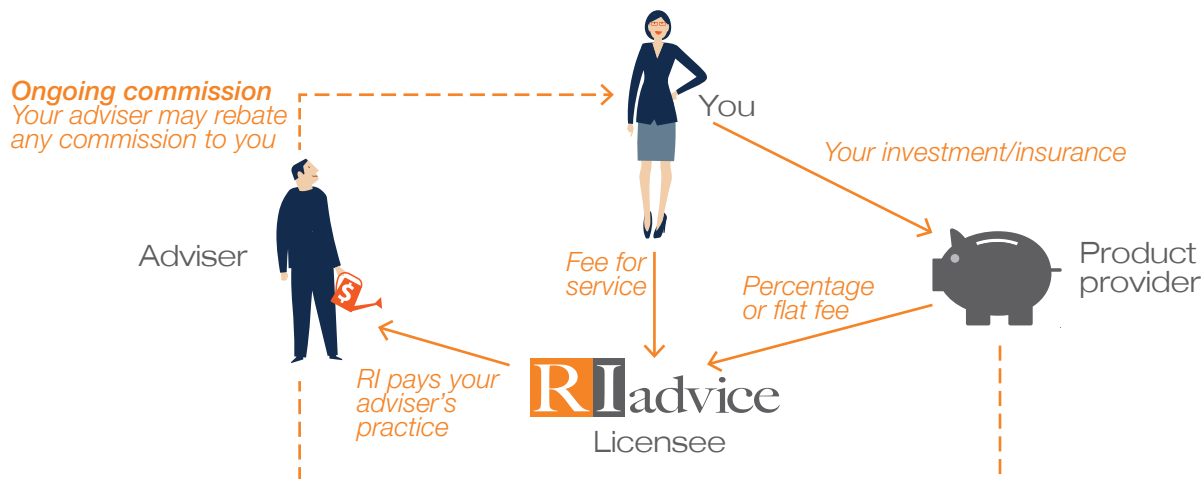 Ongoing commission
Your adviser may rebate
any commission to you
You
Your investment/insurance
Adviser
Fee for
service
Percentage
or flat fee
Product
provider
$
RI pays your
adviser's
practice
RIadvice
Licensee